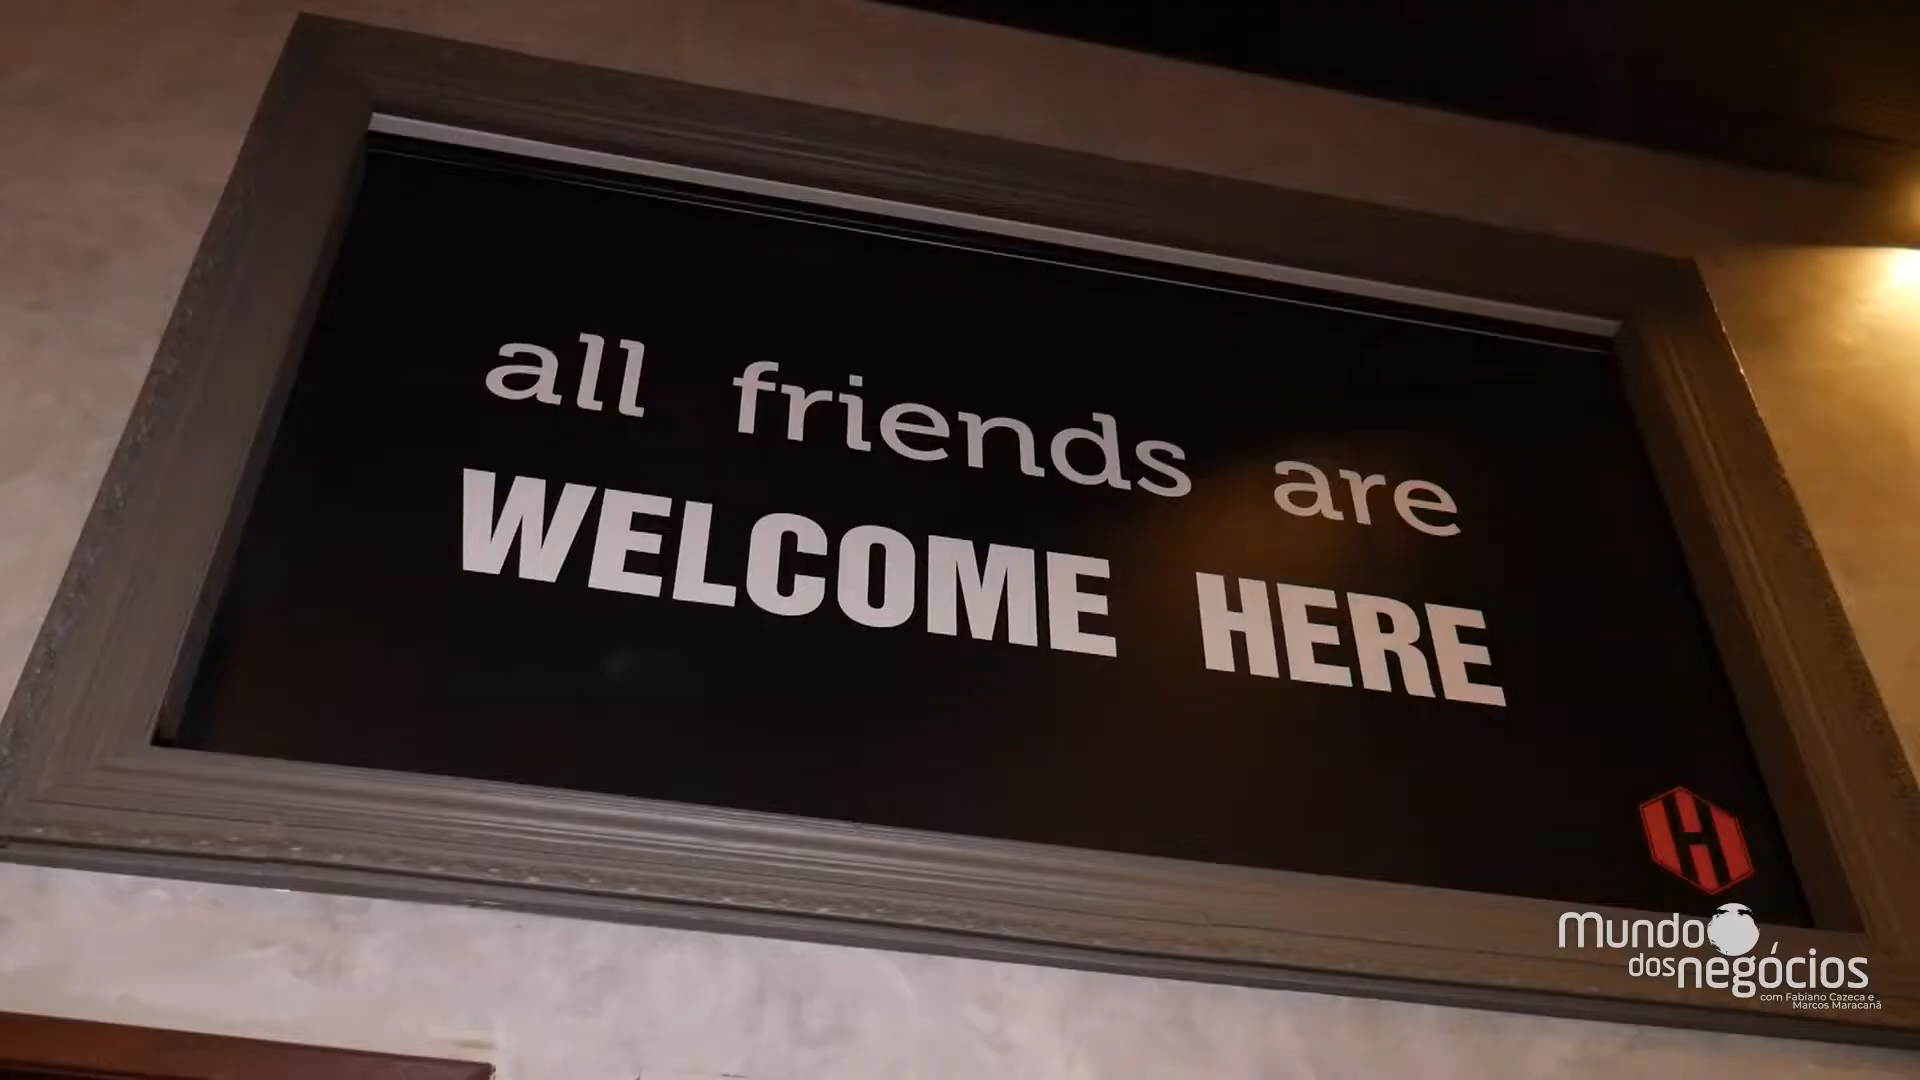 all friends are
WELCOME HERE
H
Mundo
dos negócios
com Fabiano Cazeca e
Marcos Maracanã